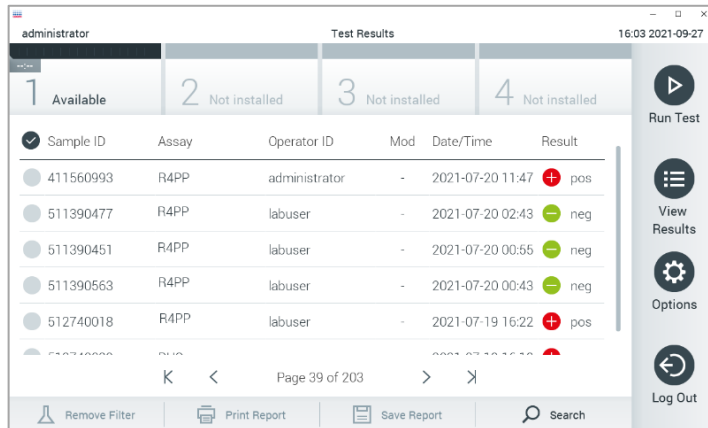 administrator Test Results 16:03 2021-09-27
--:--
1 Available 2 Not installed 3 Not installed 4 Not installed
Run Test
Sample ID Assay Operator ID Mod Date/Time Result
411560993 R4PP administrator - 2021-07-20 11:47 pos
511390477 R4PP labuser - 2021-07-20 02:43 neg
View
Results
511390451 R4PP labuser - 2021-07-20 00:55 neg
511390563 R4PP labuser - 2021-07-20 00:43 neg
Options
512740018 R4PP labuser - 2021-07-19 16:22 pos
Page 39 of 203
Log Out
Remove Filter Print Report Save Report Search